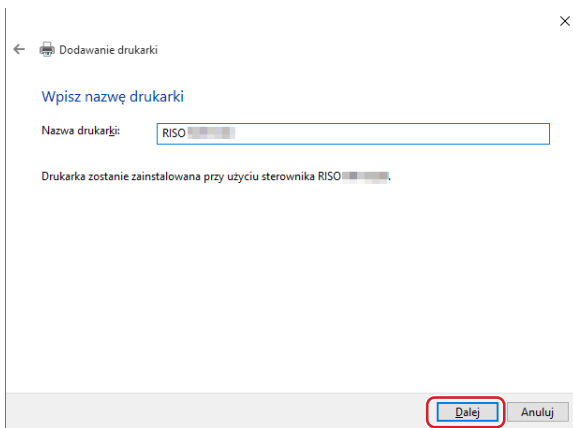 Dodawanie drukarki
Wpisz nazwę drukarki
Nazwa drukarki: RISO
Drukarka zostanie zainstalowana przy użyciu sterownika RISO .
Dalej Anuluj